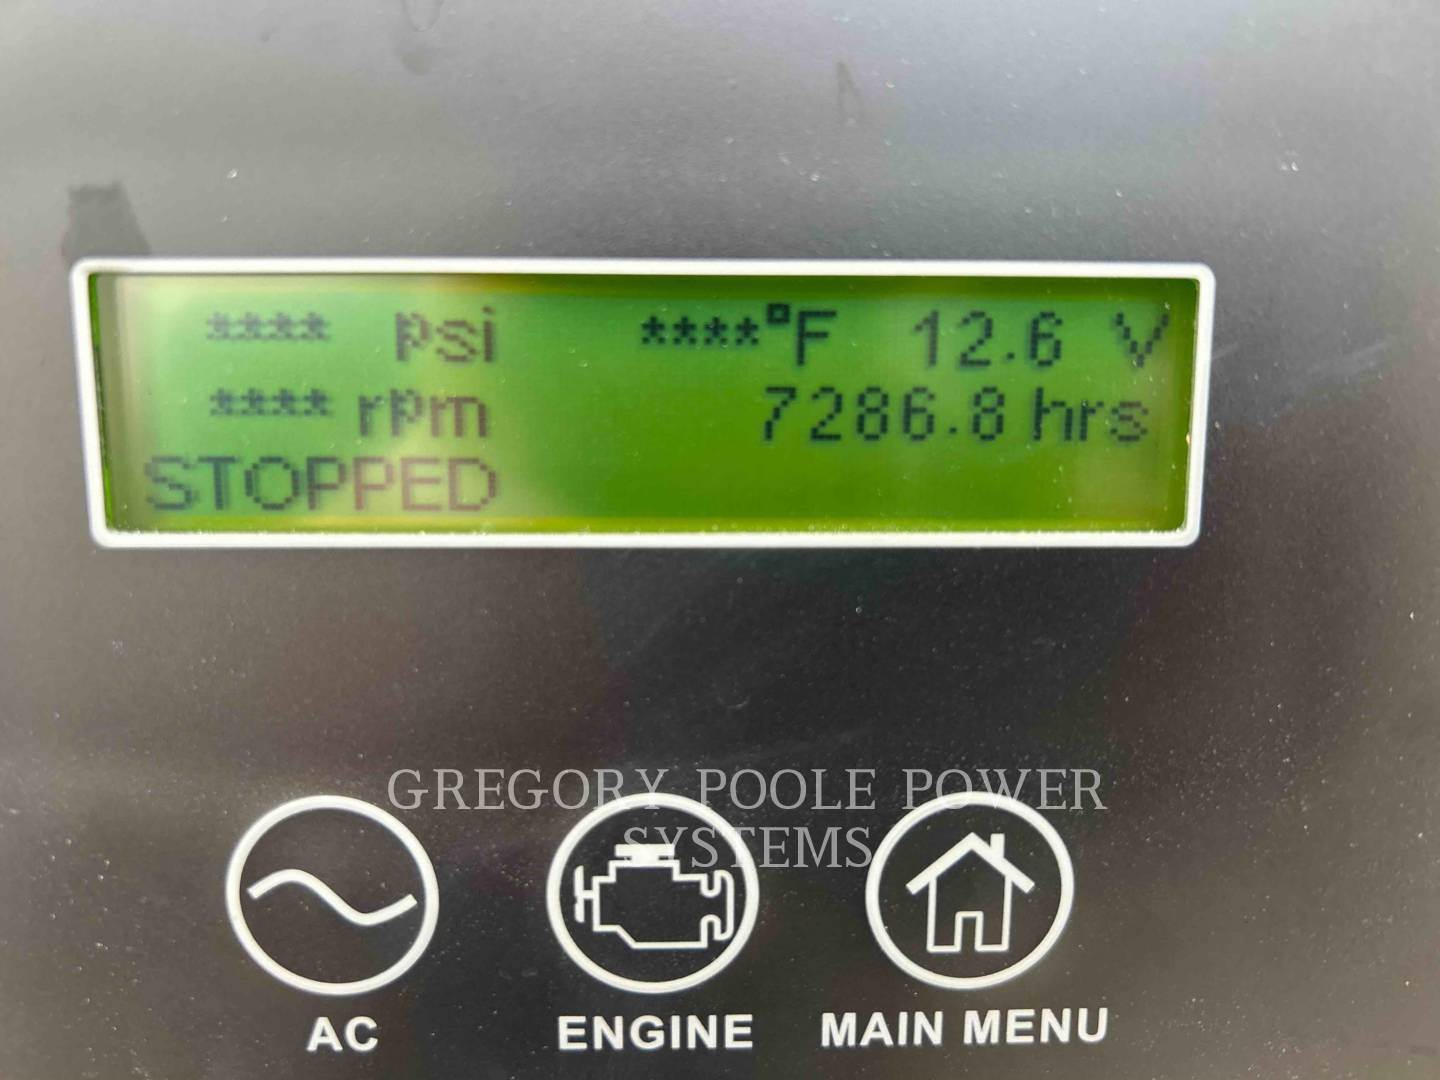 **** psi ****°F 12.6 V
**** rpm 7286.8 hrs
STOPPED
GREGORY POOLE POWER
SYSTEMS
AC ENGINE MAIN MENU